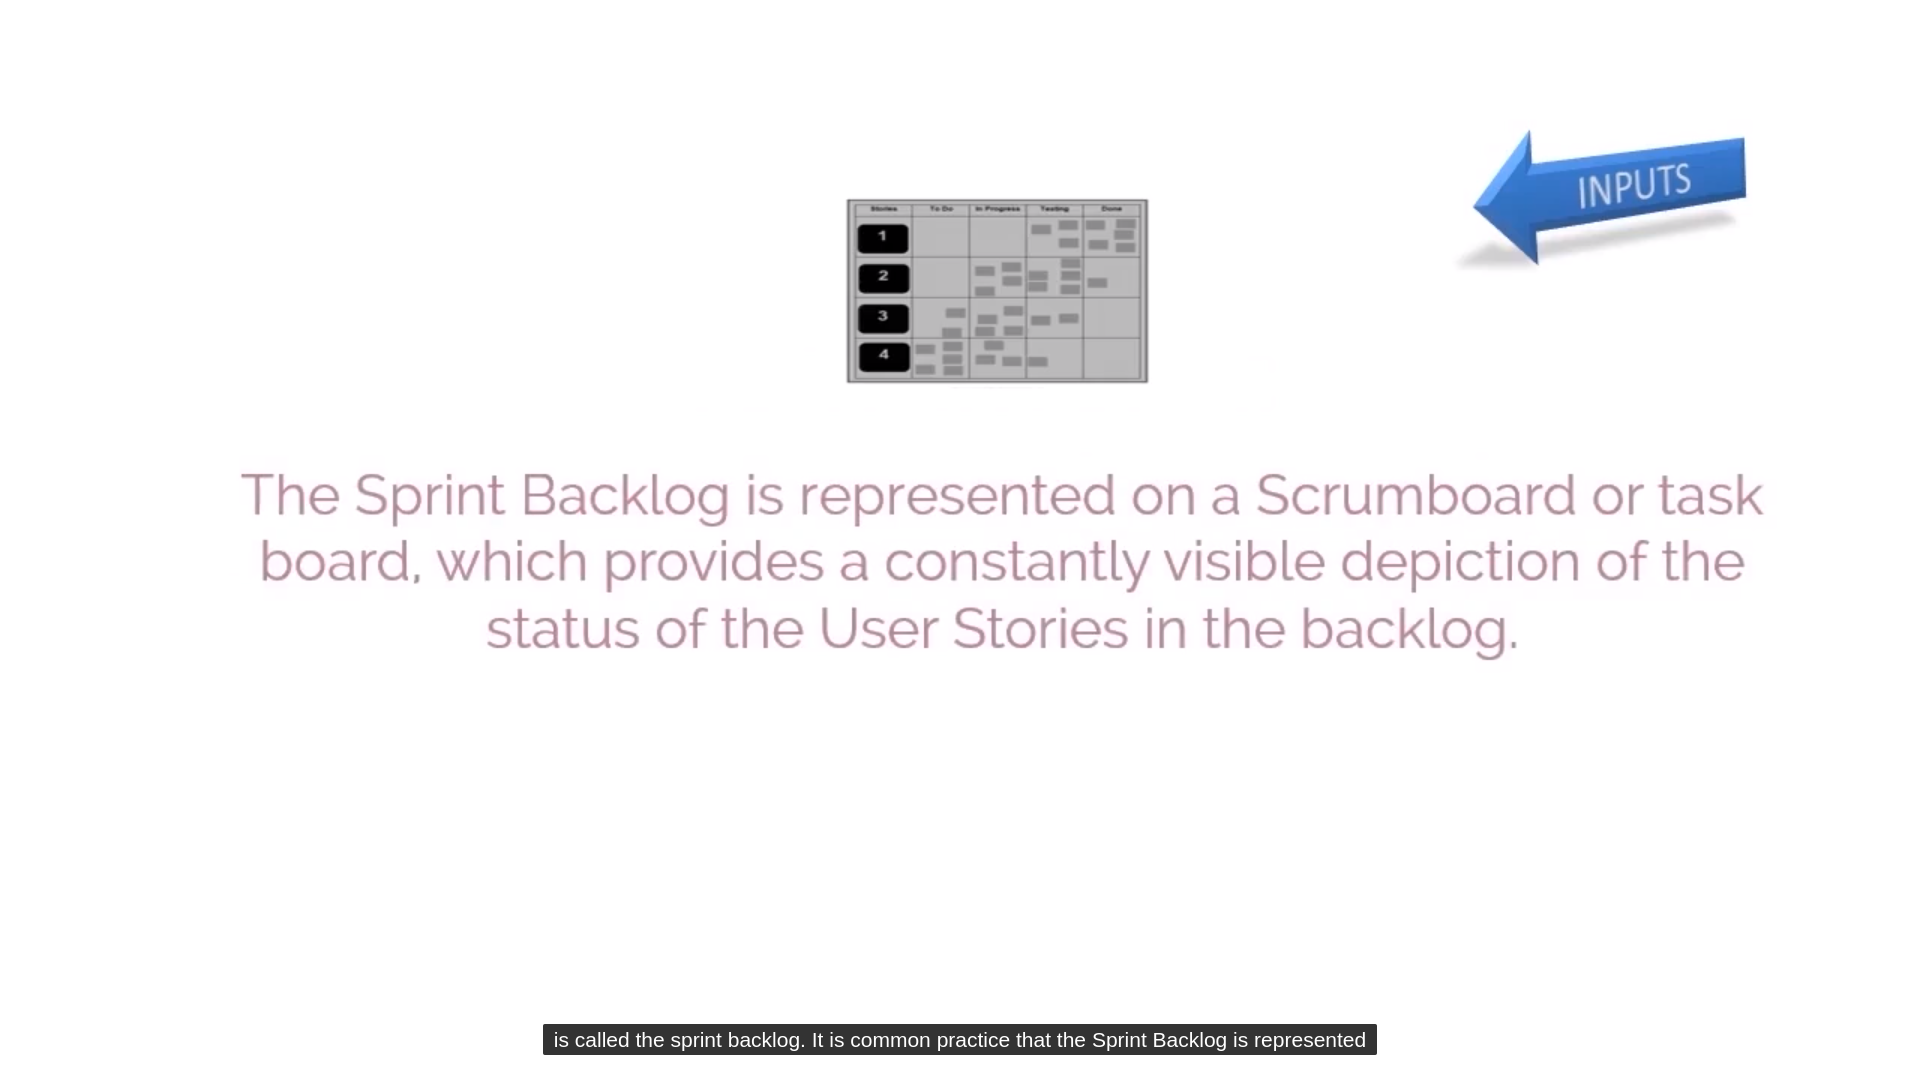 INPUTS
Stories To Do In Progress Testing Done
1
2
3
4
The Sprint Backlog is represented on a Scrumboard or task
board, which provides a constantly visible depiction of the
status of the User Stories in the backlog.
is called the sprint backlog. It is common practice that the Sprint Backlog is represented